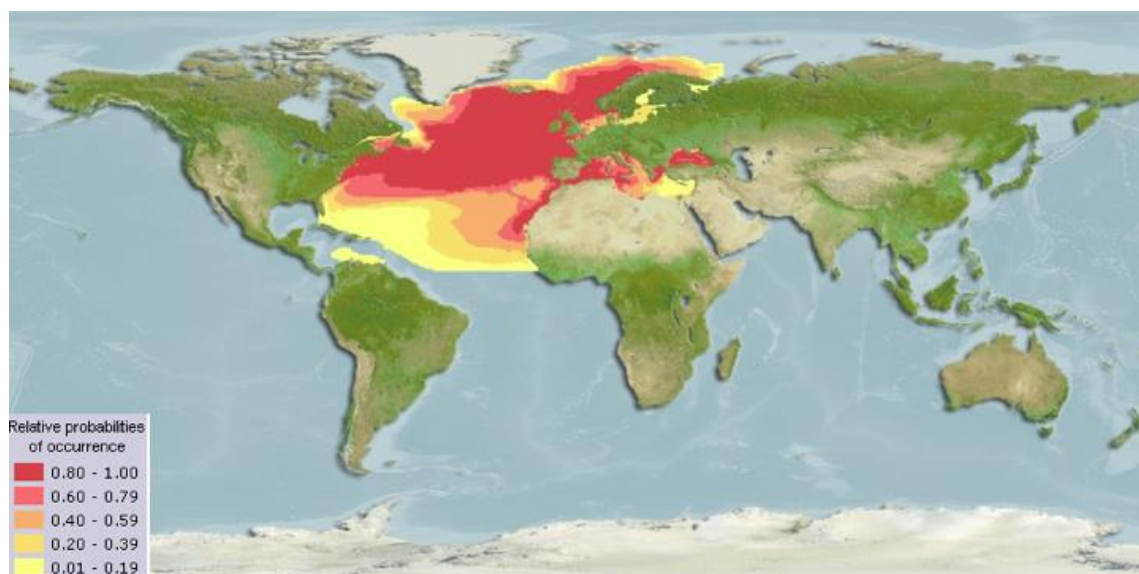 Relative probabilities
of occurrence
0.80 - 1.00
0.60 - 0.79
0.40 - 0.59
0.20 - 0.39
0.01 - 0.19